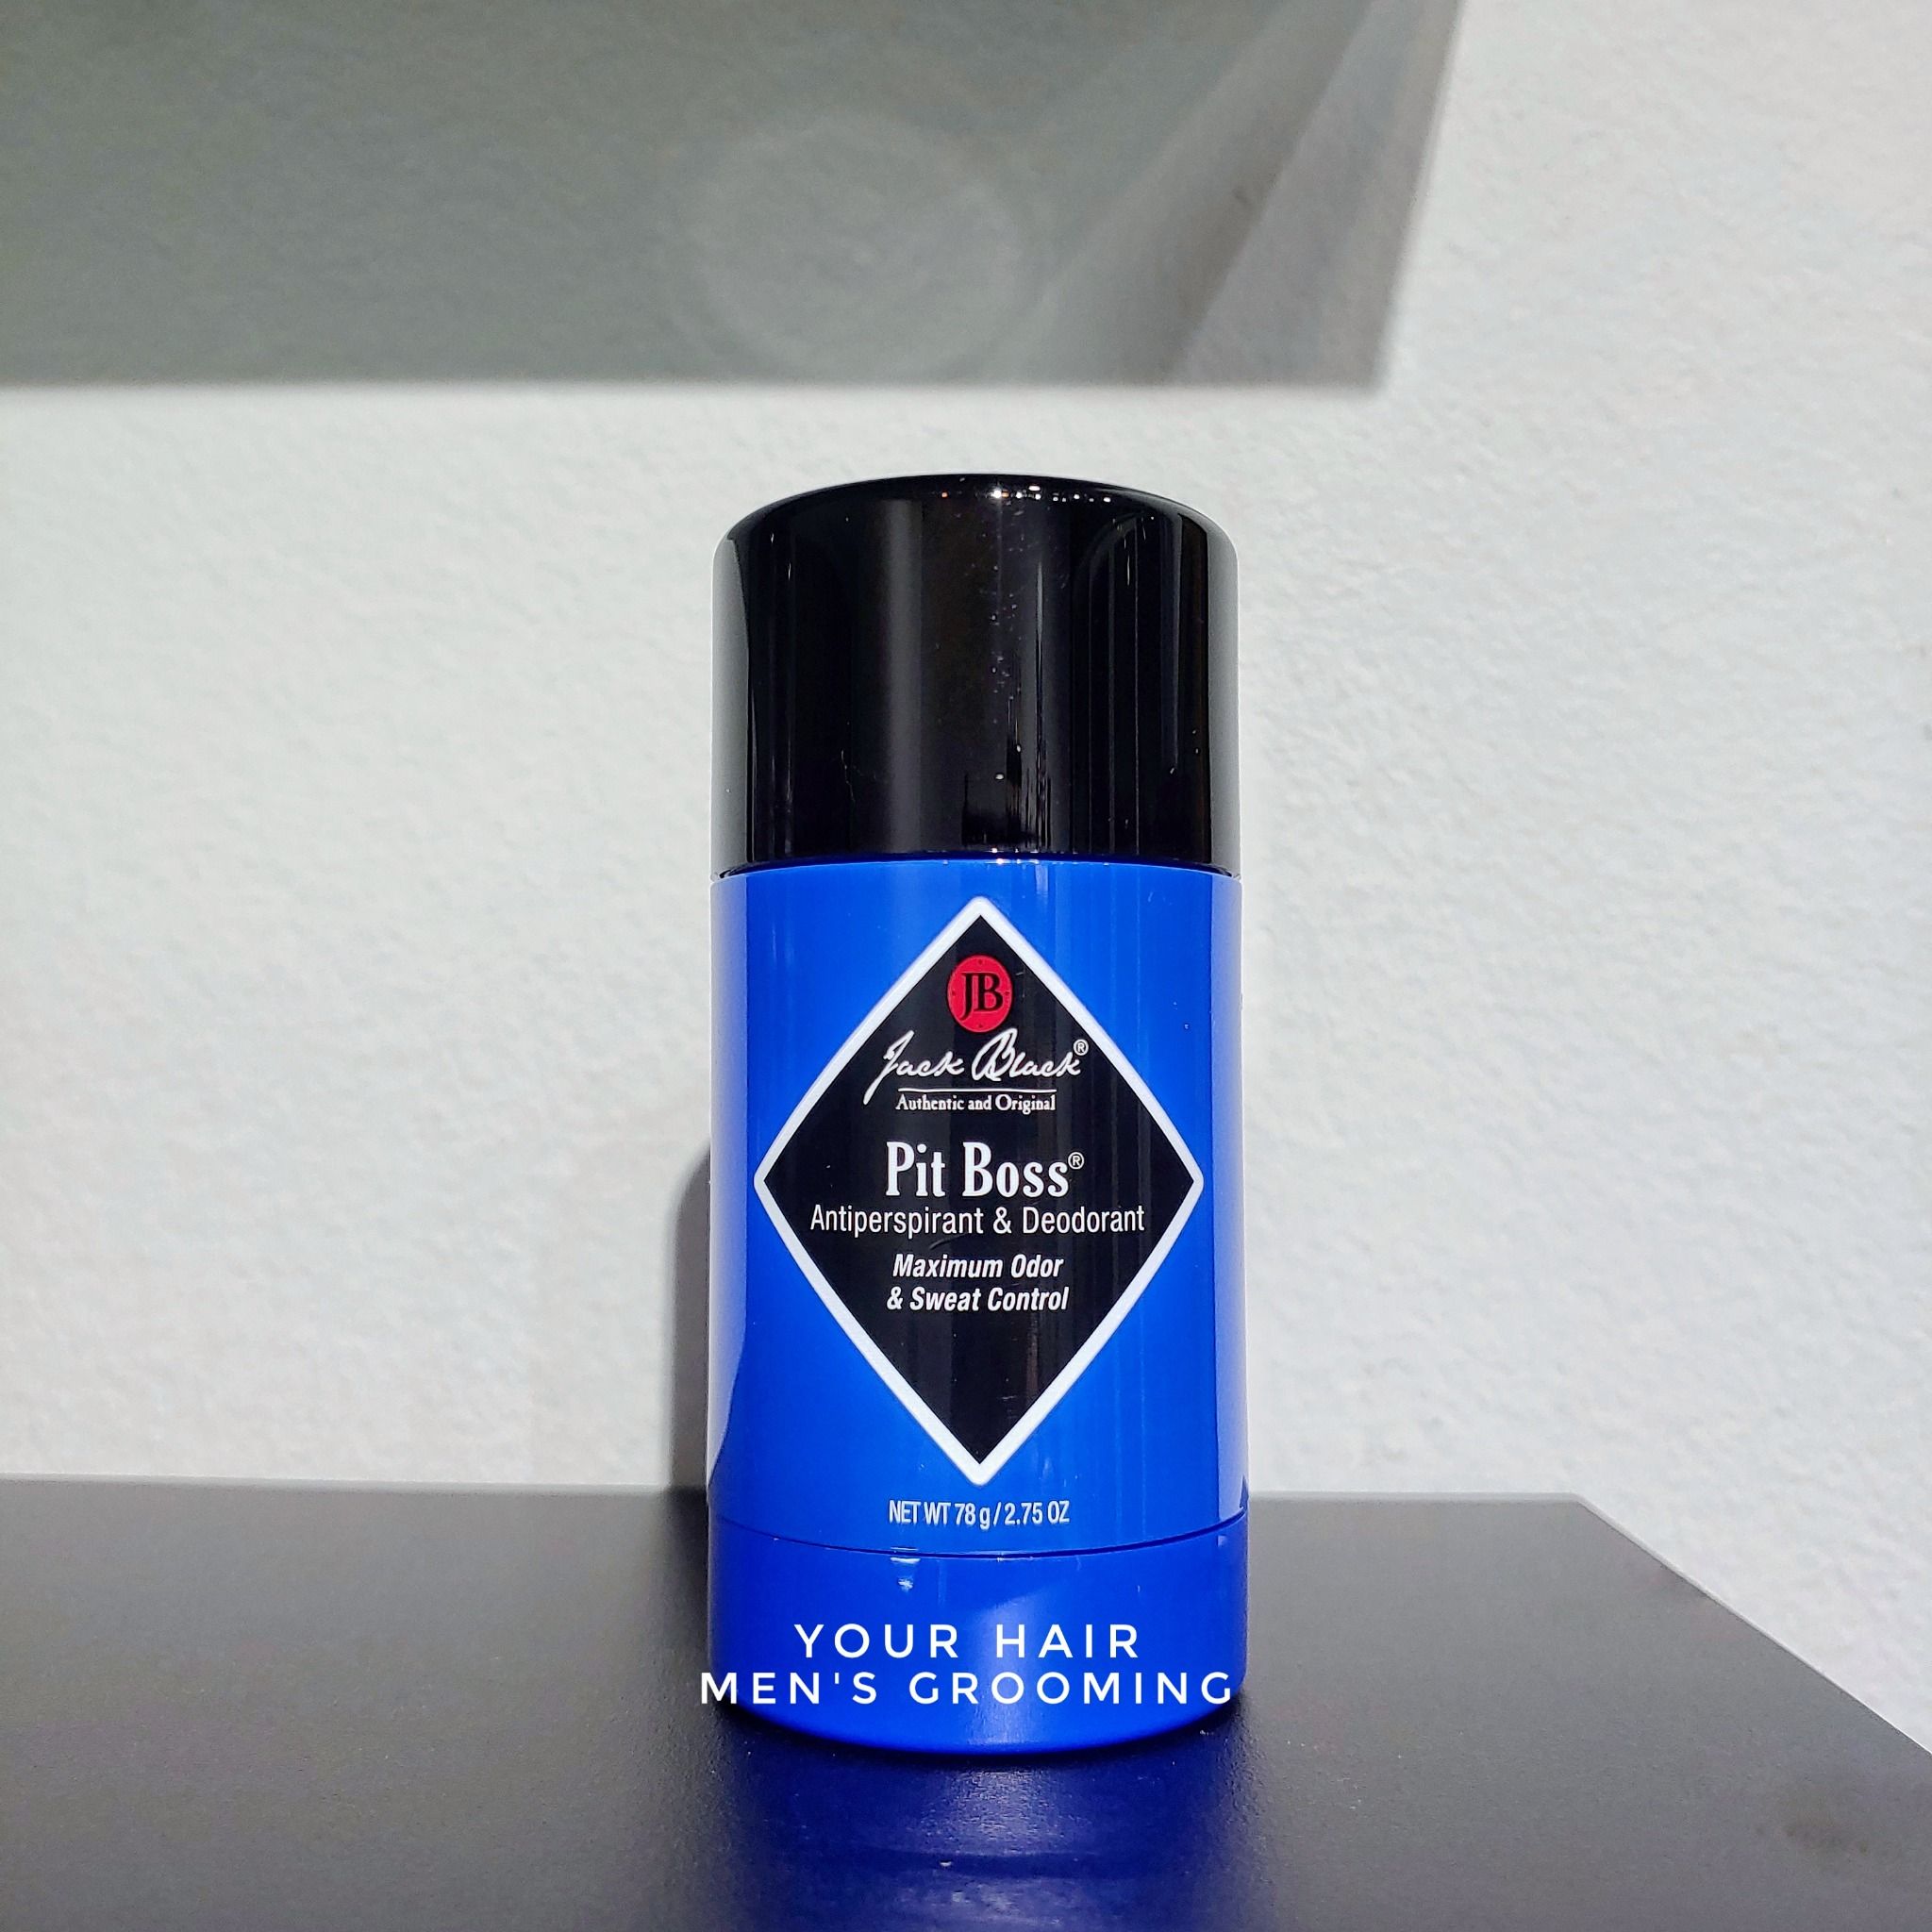 JB
Jack Black®
Authentic and Original
Pit Boss®
Antiperspirant & Deodorant
Maximum Odor
& Sweat Control
NET WT 78 g / 2.75 OZ
YOUR HAIR
MEN'S GROOMING